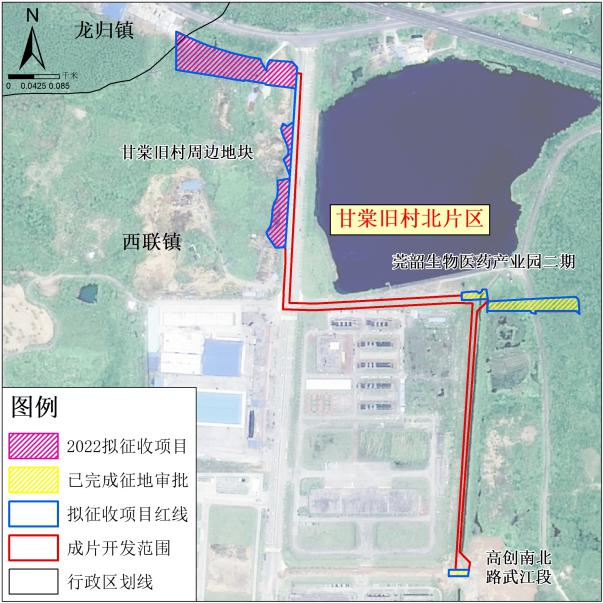 龙归镇
N
千米
0 0.0425 0.085
甘棠旧村周边地块
甘棠旧村北片区
西联镇
莞韶生物医药产业园二期
图例
2022拟征收项目
已完成征地审批
拟征收项目红线
成片开发范围
行政区划线
高创南北
路武江段